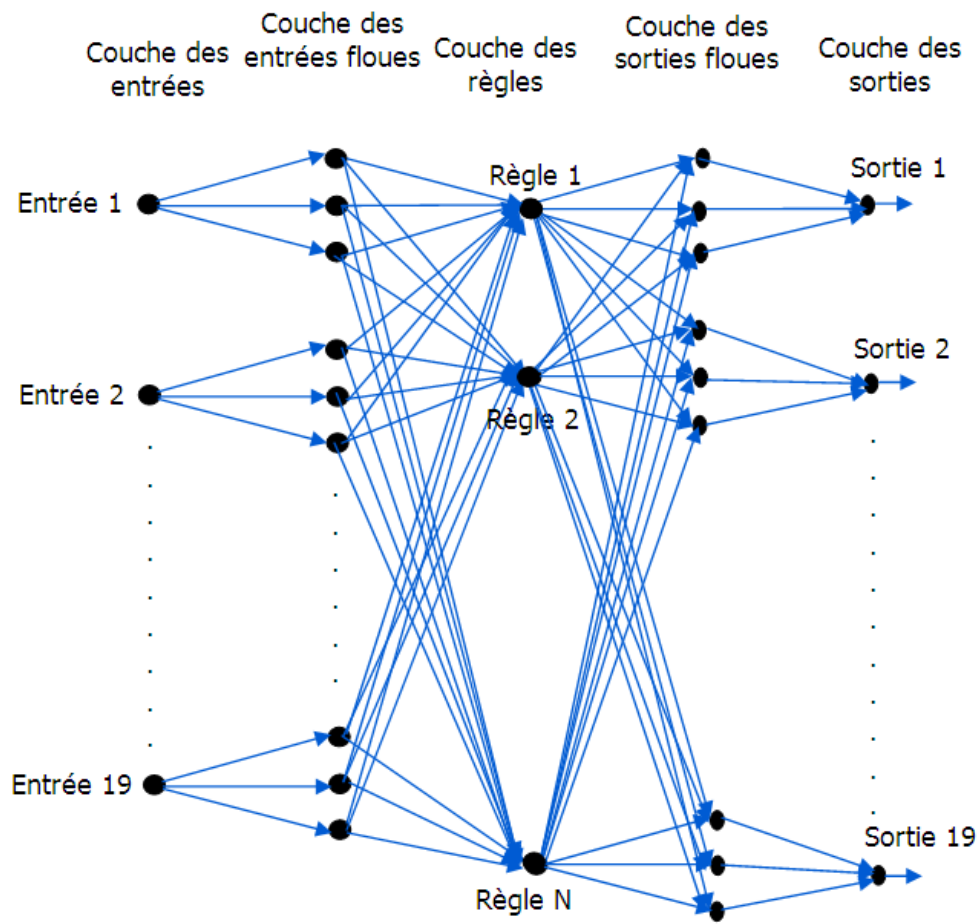 Couche des
entrées
Couche des
entrées floues
Couche des
règles
Couche des
sorties floues
Couche des
sorties
Entrée 1
Règle 1
Sortie 1
Entrée 2
Règle 2
Sortie 2
Entrée 19
Règle N
Sortie 19